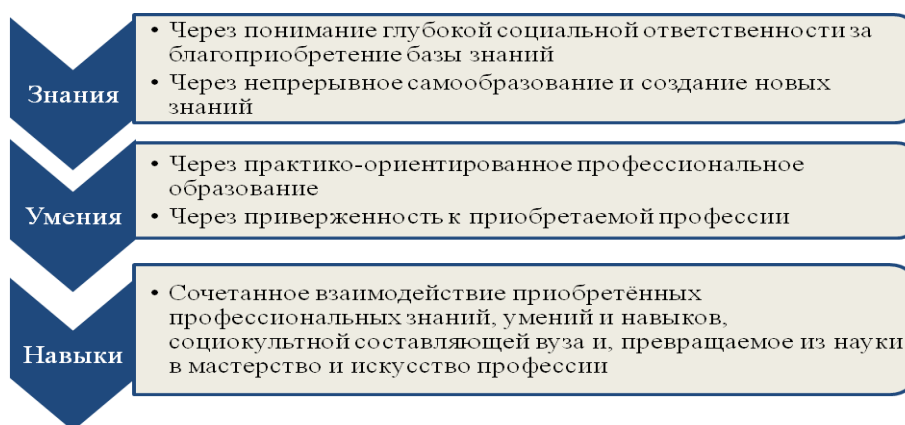 Знания
• Через понимание глубокой социальной ответственности за
благоприобретение базы знаний
• Через непрерывное самообразование и создание новых
знаний
Умения
• Через практико-ориентированное профессиональное
образование
• Через приверженность к приобретаемой профессии
Навыки
• Сочетанное взаимодействие приобретённых
профессиональных знаний, умений и навыков,
социокультной составляющей вуза и, превращаемое из науки
в мастерство и искусство профессии